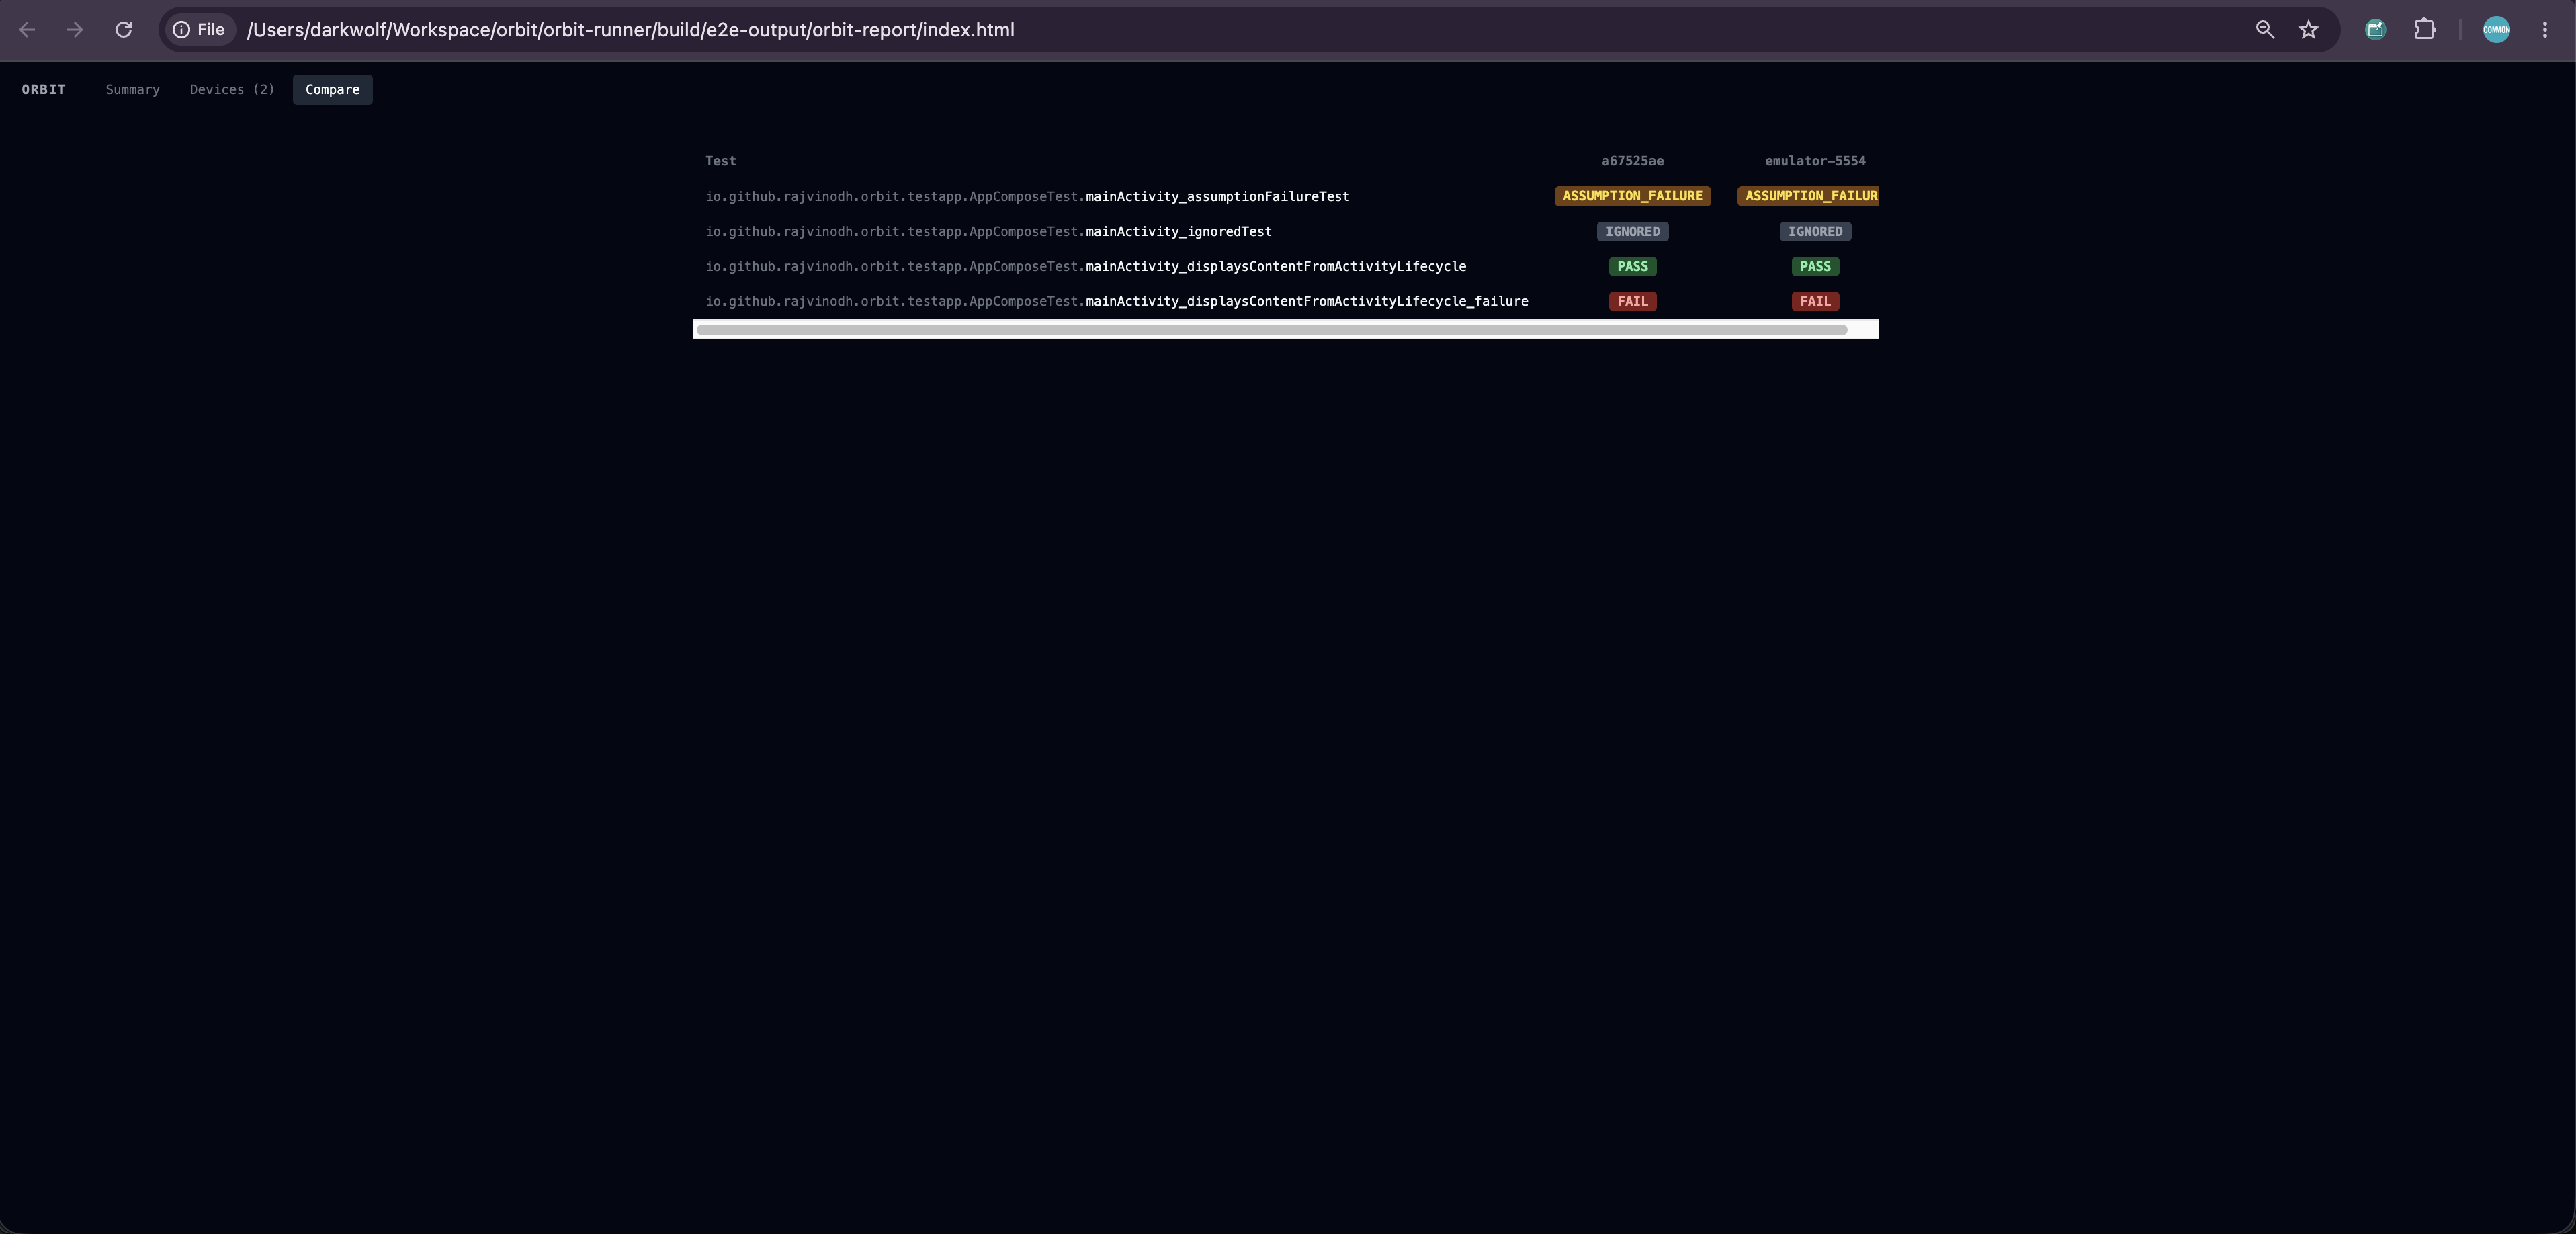 File /Users/darkwolf/Workspace/orbit/orbit-runner/build/e2e-output/orbit-report/index.html COMMON
ORBIT Summary Devices (2) Compare
Test a67525ae emulator-5554
io.github.rajvinodh.orbit.testapp.AppComposeTest.mainActivity_assumptionFailureTest ASSUMPTION_FAILURE ASSUMPTION_FAILUR
io.github.rajvinodh.orbit.testapp.AppComposeTest.mainActivity_ignoredTest IGNORED IGNORED
io.github.rajvinodh.orbit.testapp.AppComposeTest.mainActivity_displaysContentFromActivityLifecycle PASS PASS
io.github.rajvinodh.orbit.testapp.AppComposeTest.mainActivity_displaysContentFromActivityLifecycle_failure FAIL FAIL